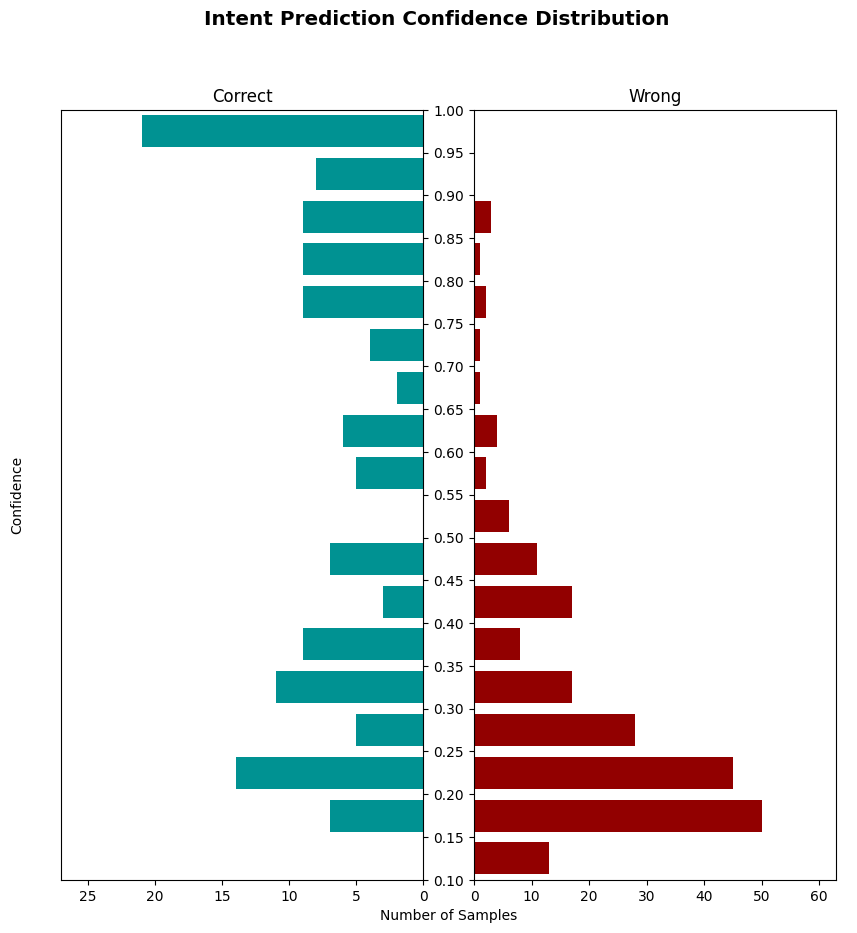 Intent Prediction Confidence Distribution
Correct
Wrong
1.00
0.95
0.90
0.85
0.80
0.75
0.70
0.65
0.60
0.55
0.50
0.45
0.40
0.35
0.30
0.25
0.20
0.15
0.10
Confidence
25 20 15 10 5 0
0 10 20 30 40 50 60
Number of Samples